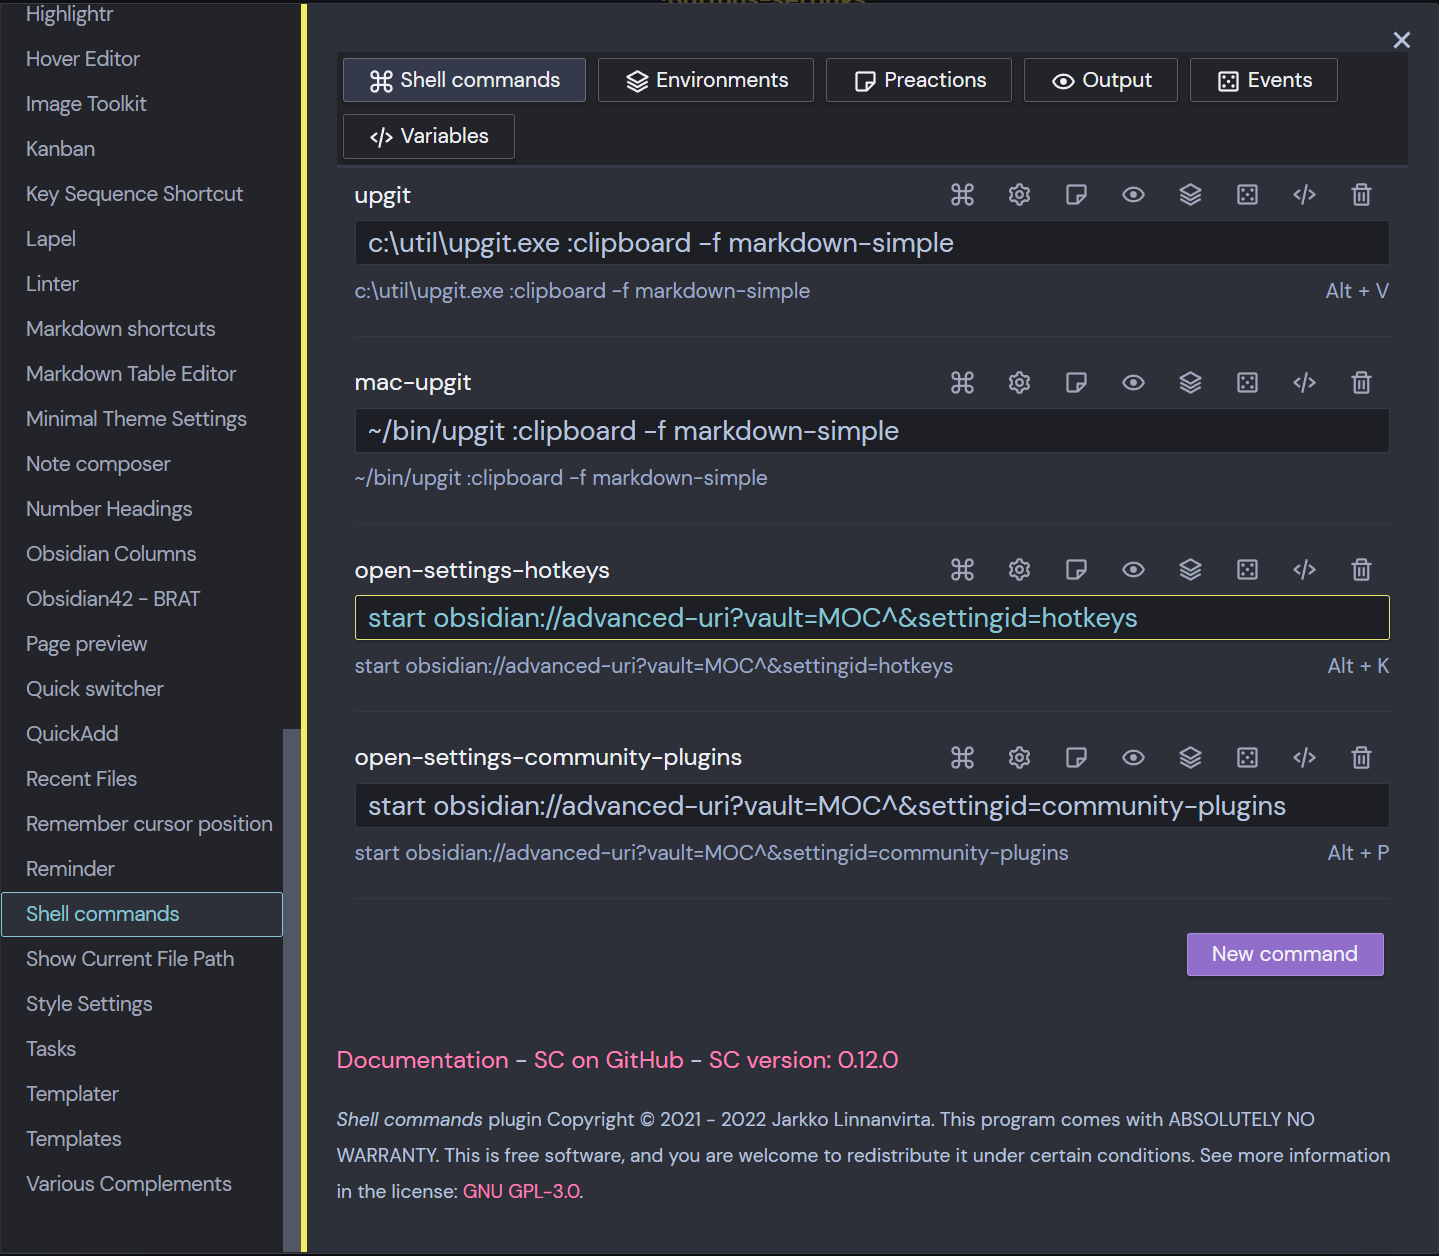 Highlightr
Hover Editor
Image Toolkit
Kanban
Key Sequence Shortcut
Lapel
Linter
Markdown shortcuts
Markdown Table Editor
Minimal Theme Settings
Note composer
Number Headings
Obsidian Columns
Obsidian42 - BRAT
Page preview
Quick switcher
QuickAdd
Recent Files
Remember cursor position
Reminder
Shell commands
Show Current File Path
Style Settings
Tasks
Templater
Templates
Various Complements
Shell commands Environments Preactions Output Events
Variables
upgit
c:\util\upgit.exe :clipboard -f markdown-simple
c:\util\upgit.exe :clipboard -f markdown-simple Alt + V
mac-upgit
~/bin/upgit :clipboard -f markdown-simple
~/bin/upgit :clipboard -f markdown-simple
open-settings-hotkeys
start obsidian://advanced-uri?vault=MOC^&settingid=hotkeys
start obsidian://advanced-uri?vault=MOC^&settingid=hotkeys Alt + K
open-settings-community-plugins
start obsidian://advanced-uri?vault=MOC^&settingid=community-plugins
start obsidian://advanced-uri?vault=MOC^&settingid=community-plugins Alt + P
New command
Documentation - SC on GitHub - SC version: 0.12.0
Shell commands plugin Copyright © 2021 - 2022 Jarkko Linnanvirta. This program comes with ABSOLUTELY NO
WARRANTY. This is free software, and you are welcome to redistribute it under certain conditions. See more information
in the license: GNU GPL-3.0.